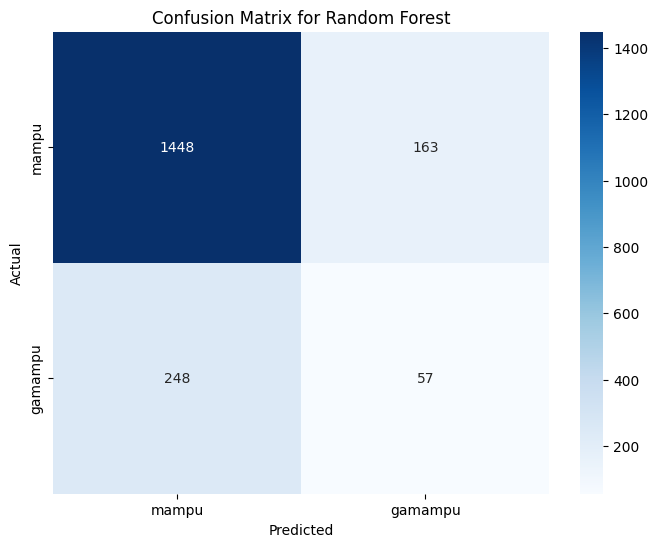 Confusion Matrix for Random Forest
mampu
1448
163
gamampu
248
57
Actual
mampu
gamampu
Predicted
1400
1200
1000
800
600
400
200